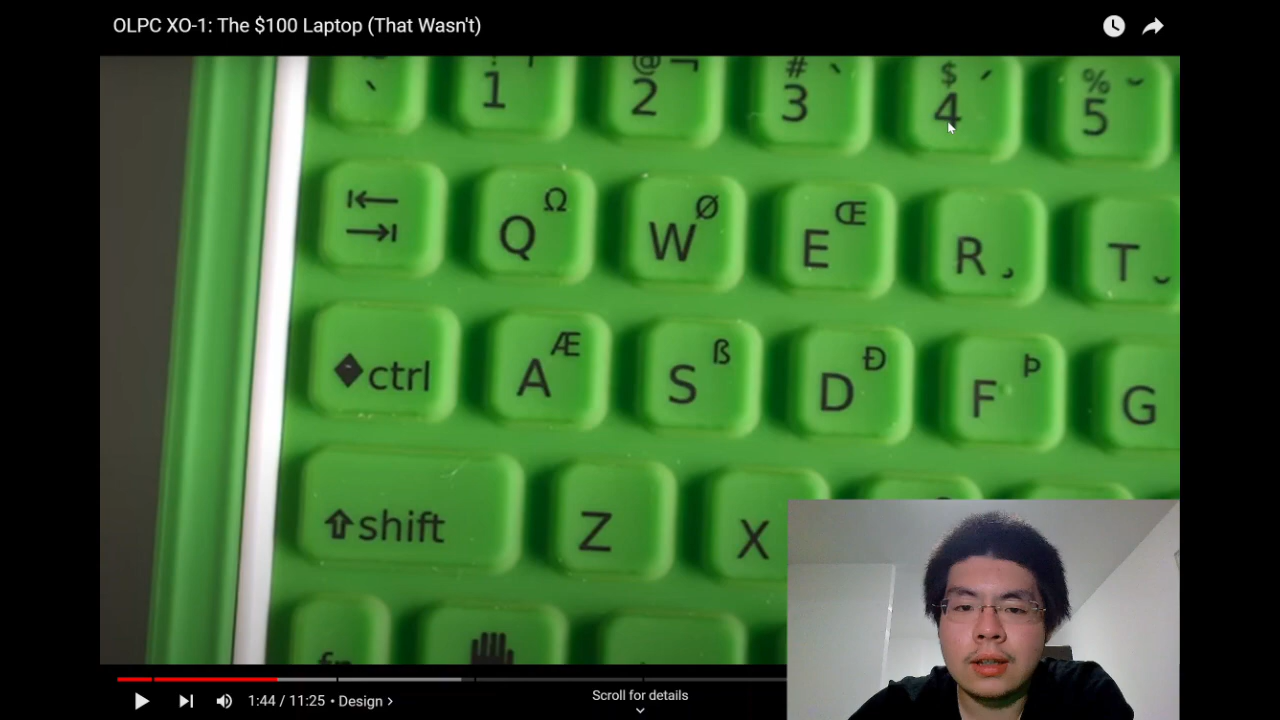 OLPC XO-1: The $100 Laptop (That Wasn't)
` 1 @ 2 ¬ # 3 ` $ 4 ´ % 5 ˘
Q Ω W Ø E Œ R T
ctrl A Æ S ß D Đ F Þ G
shift Z X
1:44 / 11:25 • Design ›
Scroll for details